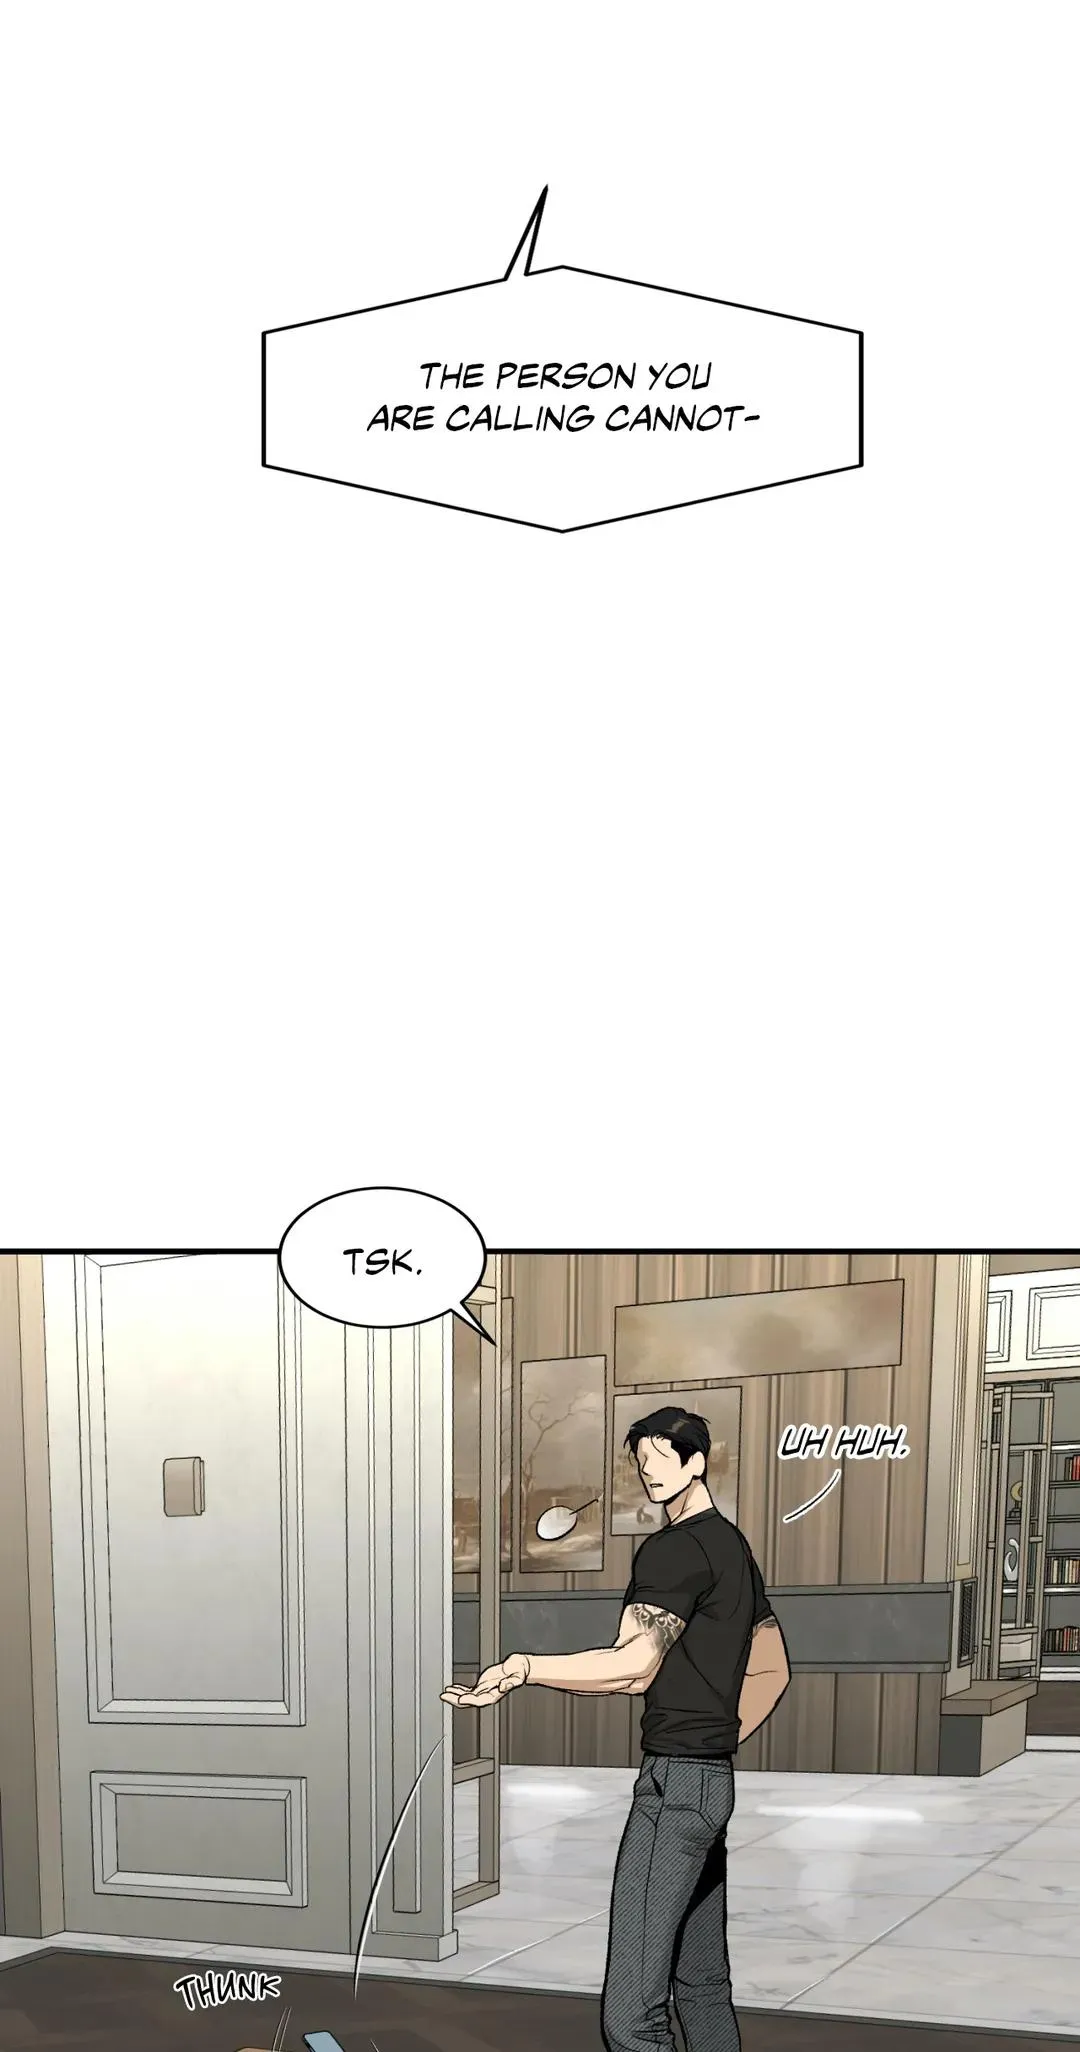 THE PERSON YOU
ARE CALLING CANNOT-
TSK.
UH HUH.
THUNK